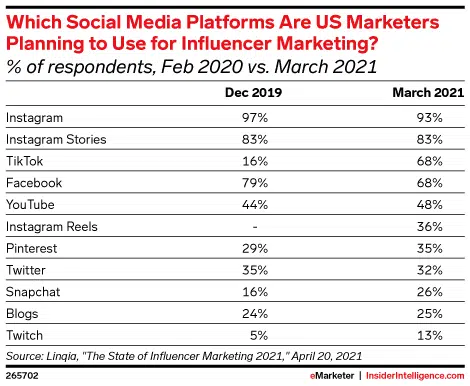 Which Social Media Platforms Are US Marketers
Planning to Use for Influencer Marketing?
% of respondents, Feb 2020 vs. March 2021
Dec 2019 March 2021
Instagram 97% 93%
Instagram Stories 83% 83%
TikTok 16% 68%
Facebook 79% 68%
YouTube 44% 48%
Instagram Reels - 36%
Pinterest 29% 35%
Twitter 35% 32%
Snapchat 16% 26%
Blogs 24% 25%
Twitch 5% 13%
Source: Linqia, "The State of Influencer Marketing 2021," April 20, 2021
265702 eMarketer | InsiderIntelligence.com